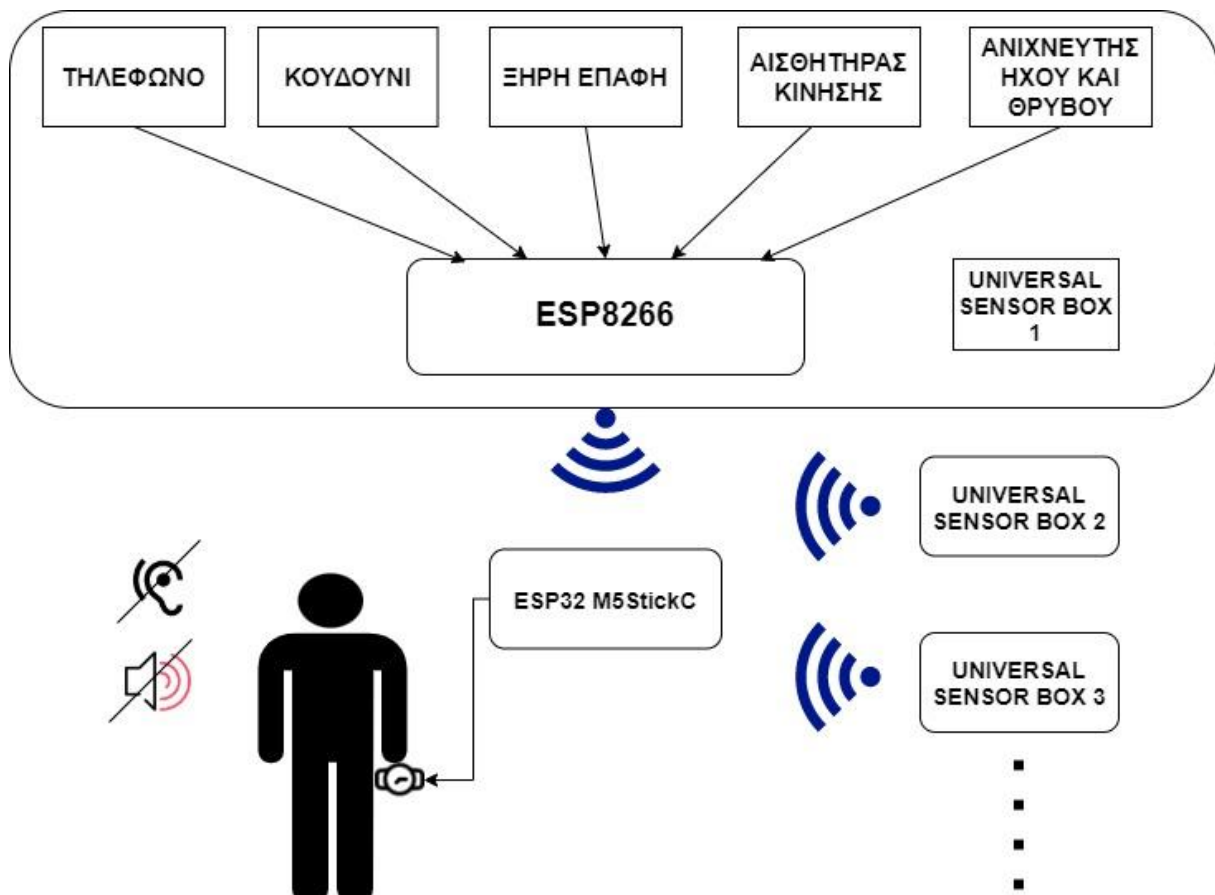 ΤΗΛΕΦΩΝΟ
ΚΟΥΔΟΥΝΙ
ΞΗΡΗ ΕΠΑΦΗ
ΑΙΣΘΗΤΗΡΑΣ
ΚΙΝΗΣΗΣ
ΑΝΙΧΝΕΥΤΗΣ
ΗΧΟΥ ΚΑΙ
ΘΡΥΒΟΥ
ESP8266
UNIVERSAL
SENSOR BOX
1
UNIVERSAL
SENSOR BOX 2
ESP32 M5StickC
UNIVERSAL
SENSOR BOX 3